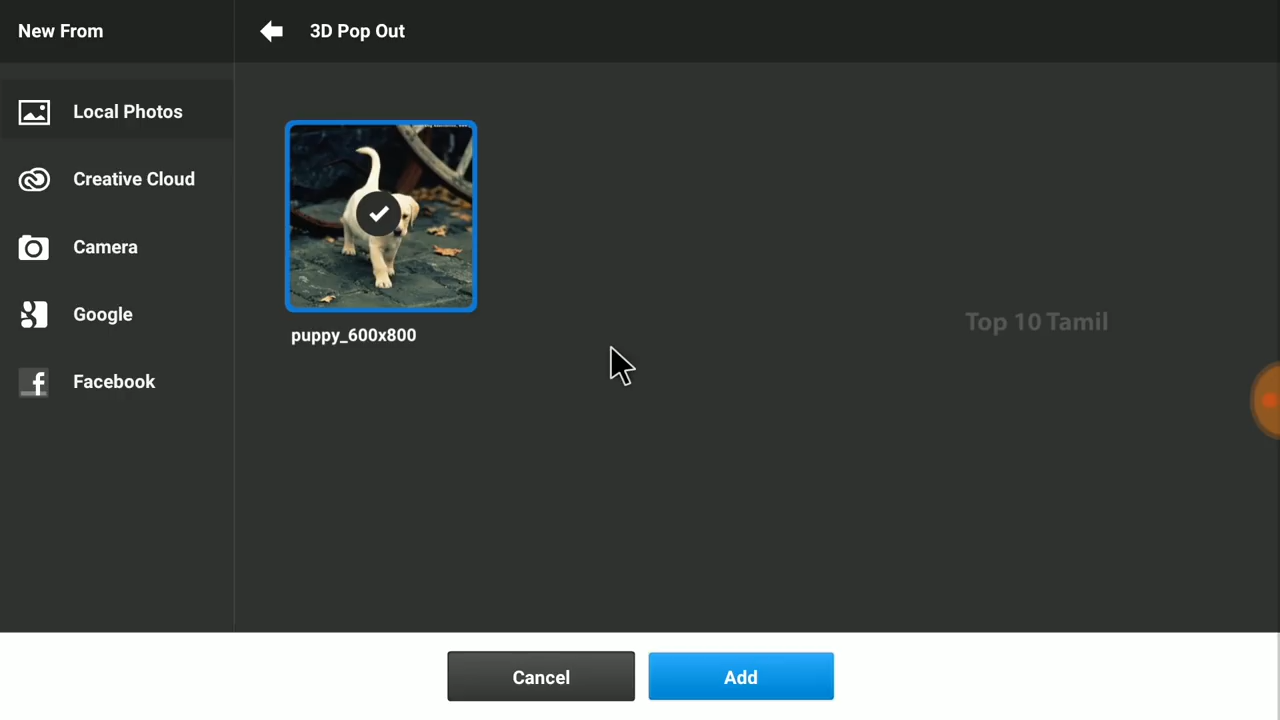 New From
3D Pop Out
Local Photos
Creative Cloud
Camera
Google
Facebook
puppy_600x800
Top 10 Tamil
Cancel
Add